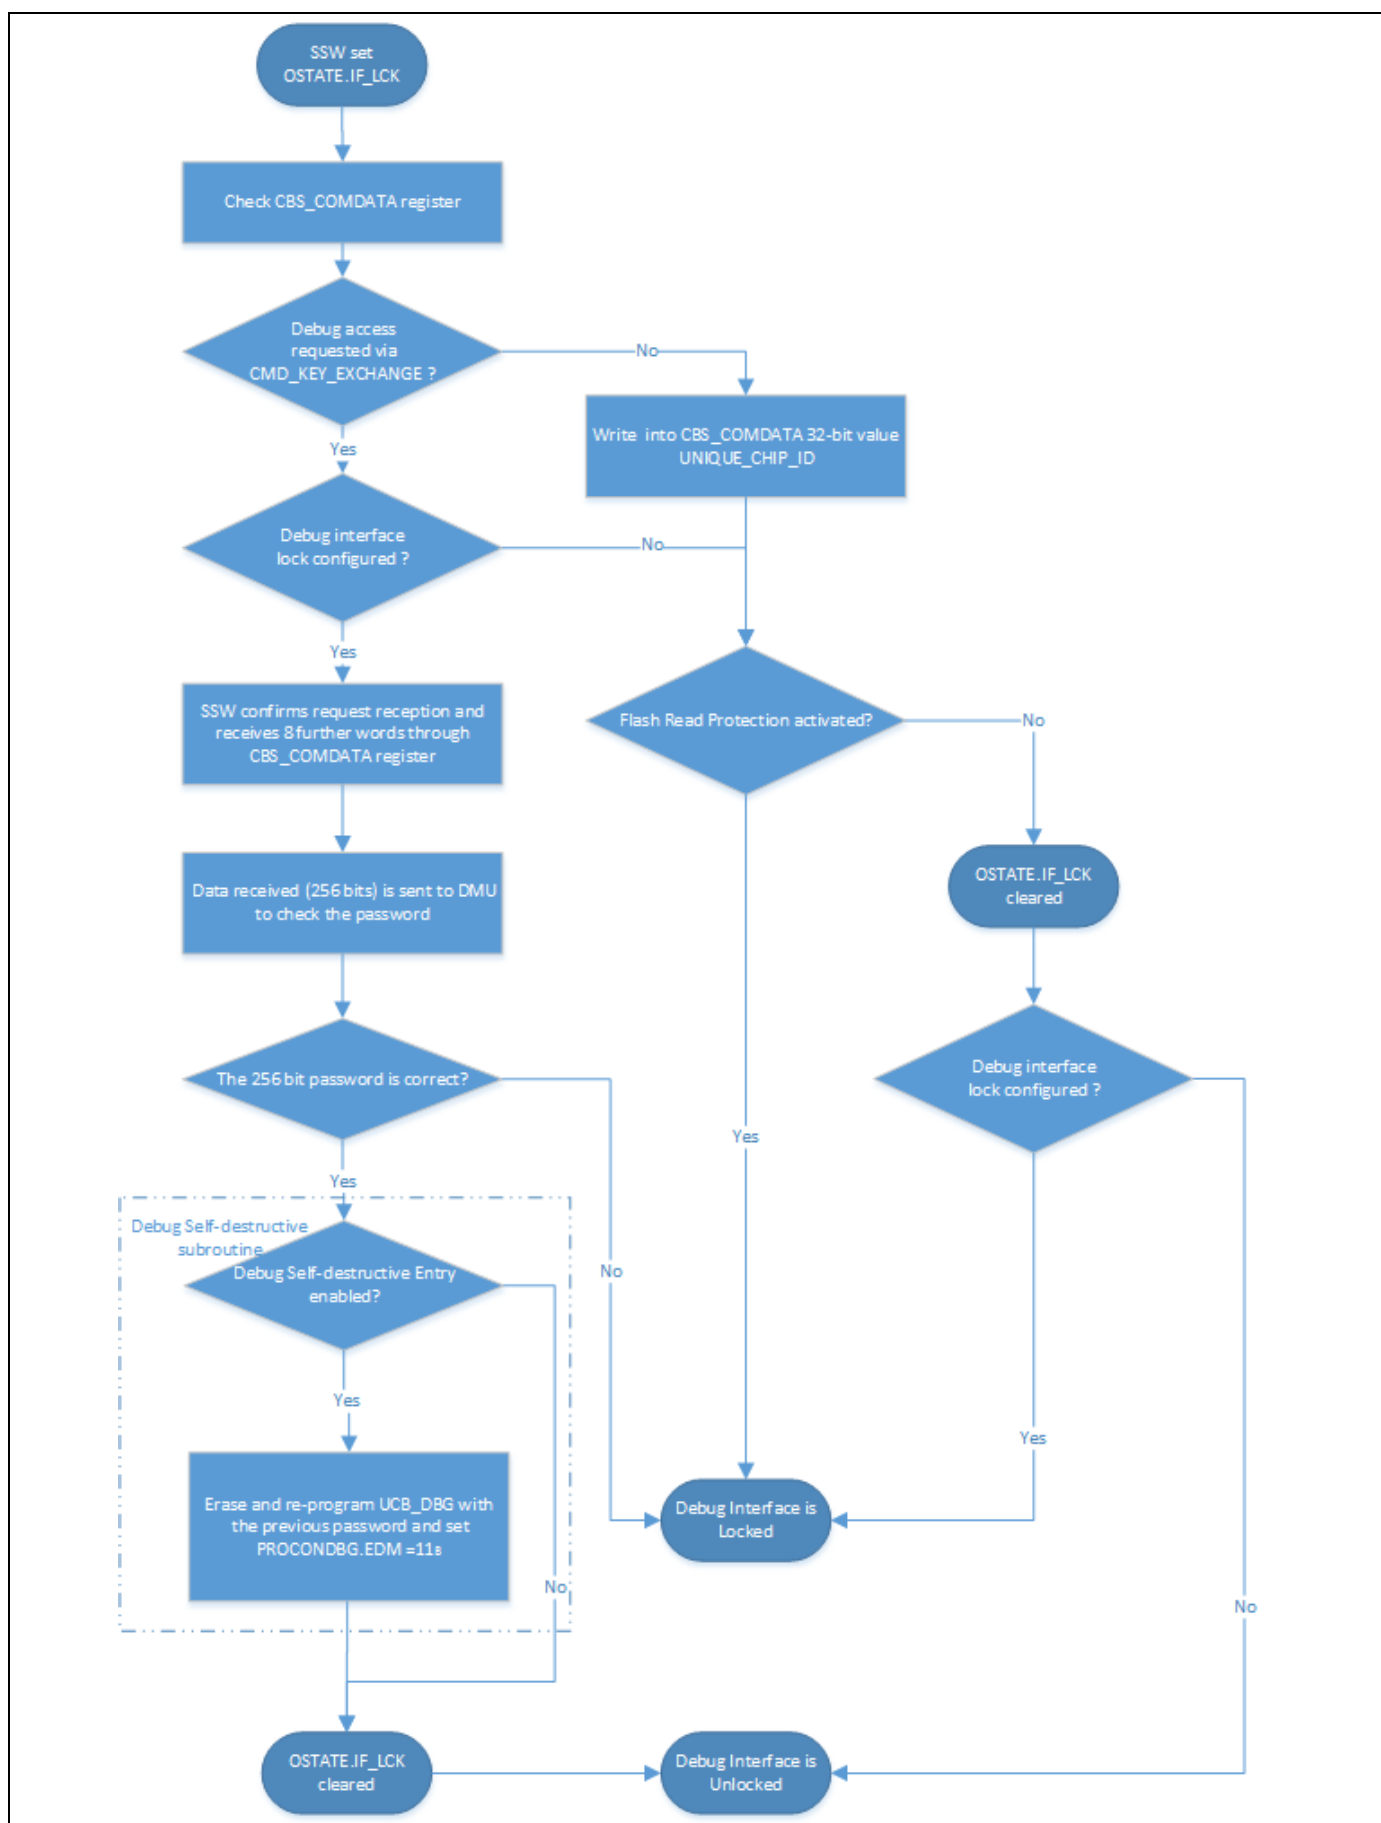 SSW set
OSTATE.IF_LCK
Check CBS_COMDATA register
Debug access
requested via
CMD_KEY_EXCHANGE ?
No
Write into CBS_COMDATA 32-bit value
UNIQUE_CHIP_ID
Yes
Debug interface
lock configured ?
No
Yes
SSW confirms request reception and
receives 8 further words through
CBS_COMDATA register
Flash Read Protection activated?
No
Data received (256 bits) is sent to DMU
to check the password
OSTATE.IF_LCK
cleared
The 256 bit password is correct?
Debug interface
lock configured ?
Yes
Yes
Debug Self-destructive
subroutine
Debug Self-destructive Entry
enabled?
No
Yes
Yes
Erase and re-program UCB_DBG with
the previous password and set
PROCONDBG.EDM =11B
Debug Interface is
Locked
No
No
OSTATE.IF_LCK
cleared
Debug Interface is
Unlocked